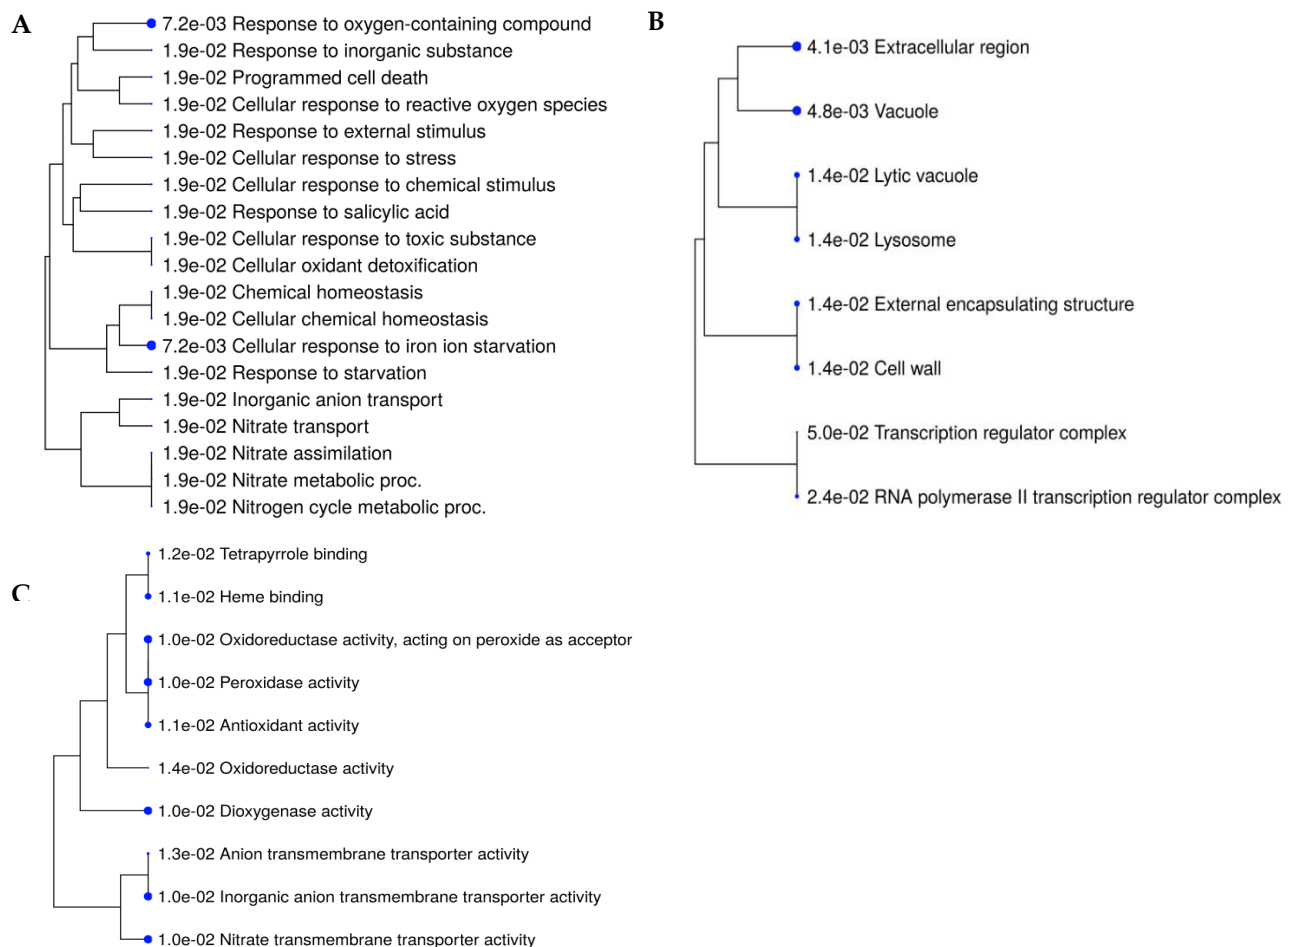 A
7.2e-03 Response to oxygen-containing compound
1.9e-02 Response to inorganic substance
1.9e-02 Programmed cell death
1.9e-02 Cellular response to reactive oxygen species
1.9e-02 Response to external stimulus
1.9e-02 Cellular response to stress
1.9e-02 Cellular response to chemical stimulus
1.9e-02 Response to salicylic acid
1.9e-02 Cellular response to toxic substance
1.9e-02 Cellular oxidant detoxification
1.9e-02 Chemical homeostasis
1.9e-02 Cellular chemical homeostasis
7.2e-03 Cellular response to iron ion starvation
1.9e-02 Response to starvation
1.9e-02 Inorganic anion transport
1.9e-02 Nitrate transport
1.9e-02 Nitrate assimilation
1.9e-02 Nitrate metabolic proc.
1.9e-02 Nitrogen cycle metabolic proc.
B
4.1e-03 Extracellular region
4.8e-03 Vacuole
1.4e-02 Lytic vacuole
1.4e-02 Lysosome
1.4e-02 External encapsulating structure
1.4e-02 Cell wall
5.0e-02 Transcription regulator complex
2.4e-02 RNA polymerase II transcription regulator complex
C
1.2e-02 Tetrapyrrole binding
1.1e-02 Heme binding
1.0e-02 Oxidoreductase activity, acting on peroxide as acceptor
1.0e-02 Peroxidase activity
1.1e-02 Antioxidant activity
1.4e-02 Oxidoreductase activity
1.0e-02 Dioxygenase activity
1.3e-02 Anion transmembrane transporter activity
1.0e-02 Inorganic anion transmembrane transporter activity
1.0e-02 Nitrate transmembrane transporter activity